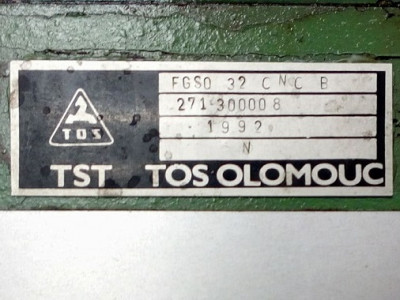 FGSO 32 CNC B
271 300008
1992
N
TOS
TST TOS OLOMOUC